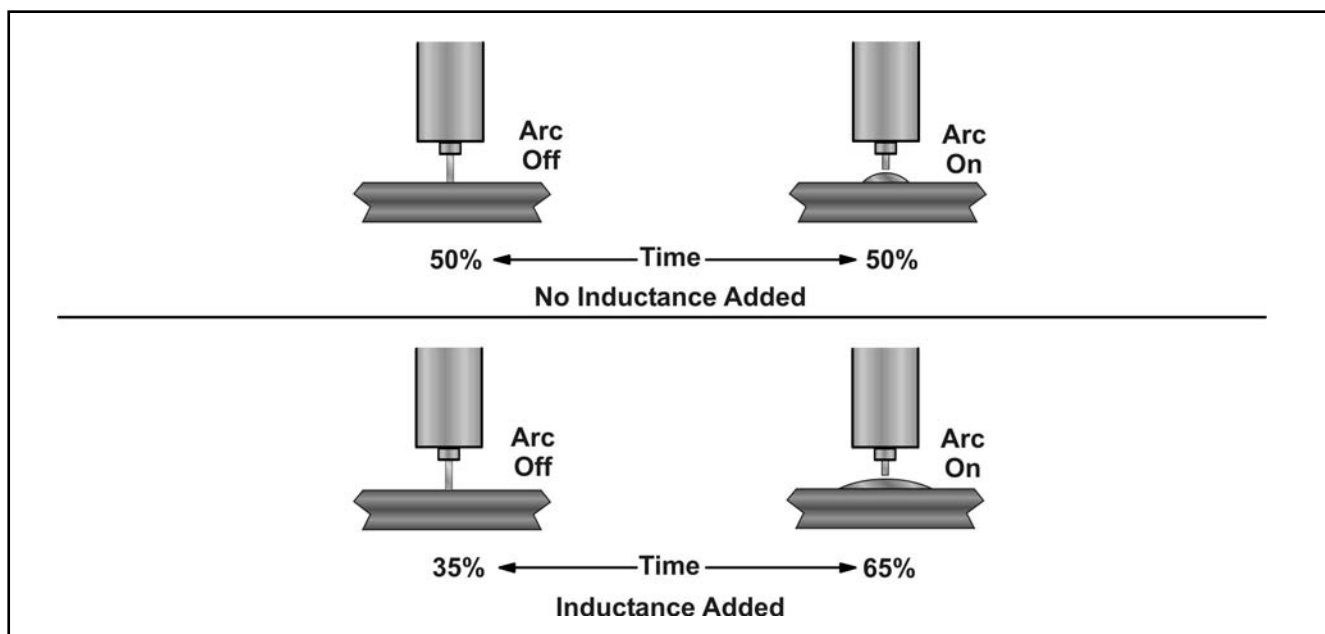 Arc
Off
Arc
On
50% Time 50%
No Inductance Added
Arc
Off
Arc
On
35% Time 65%
Inductance Added